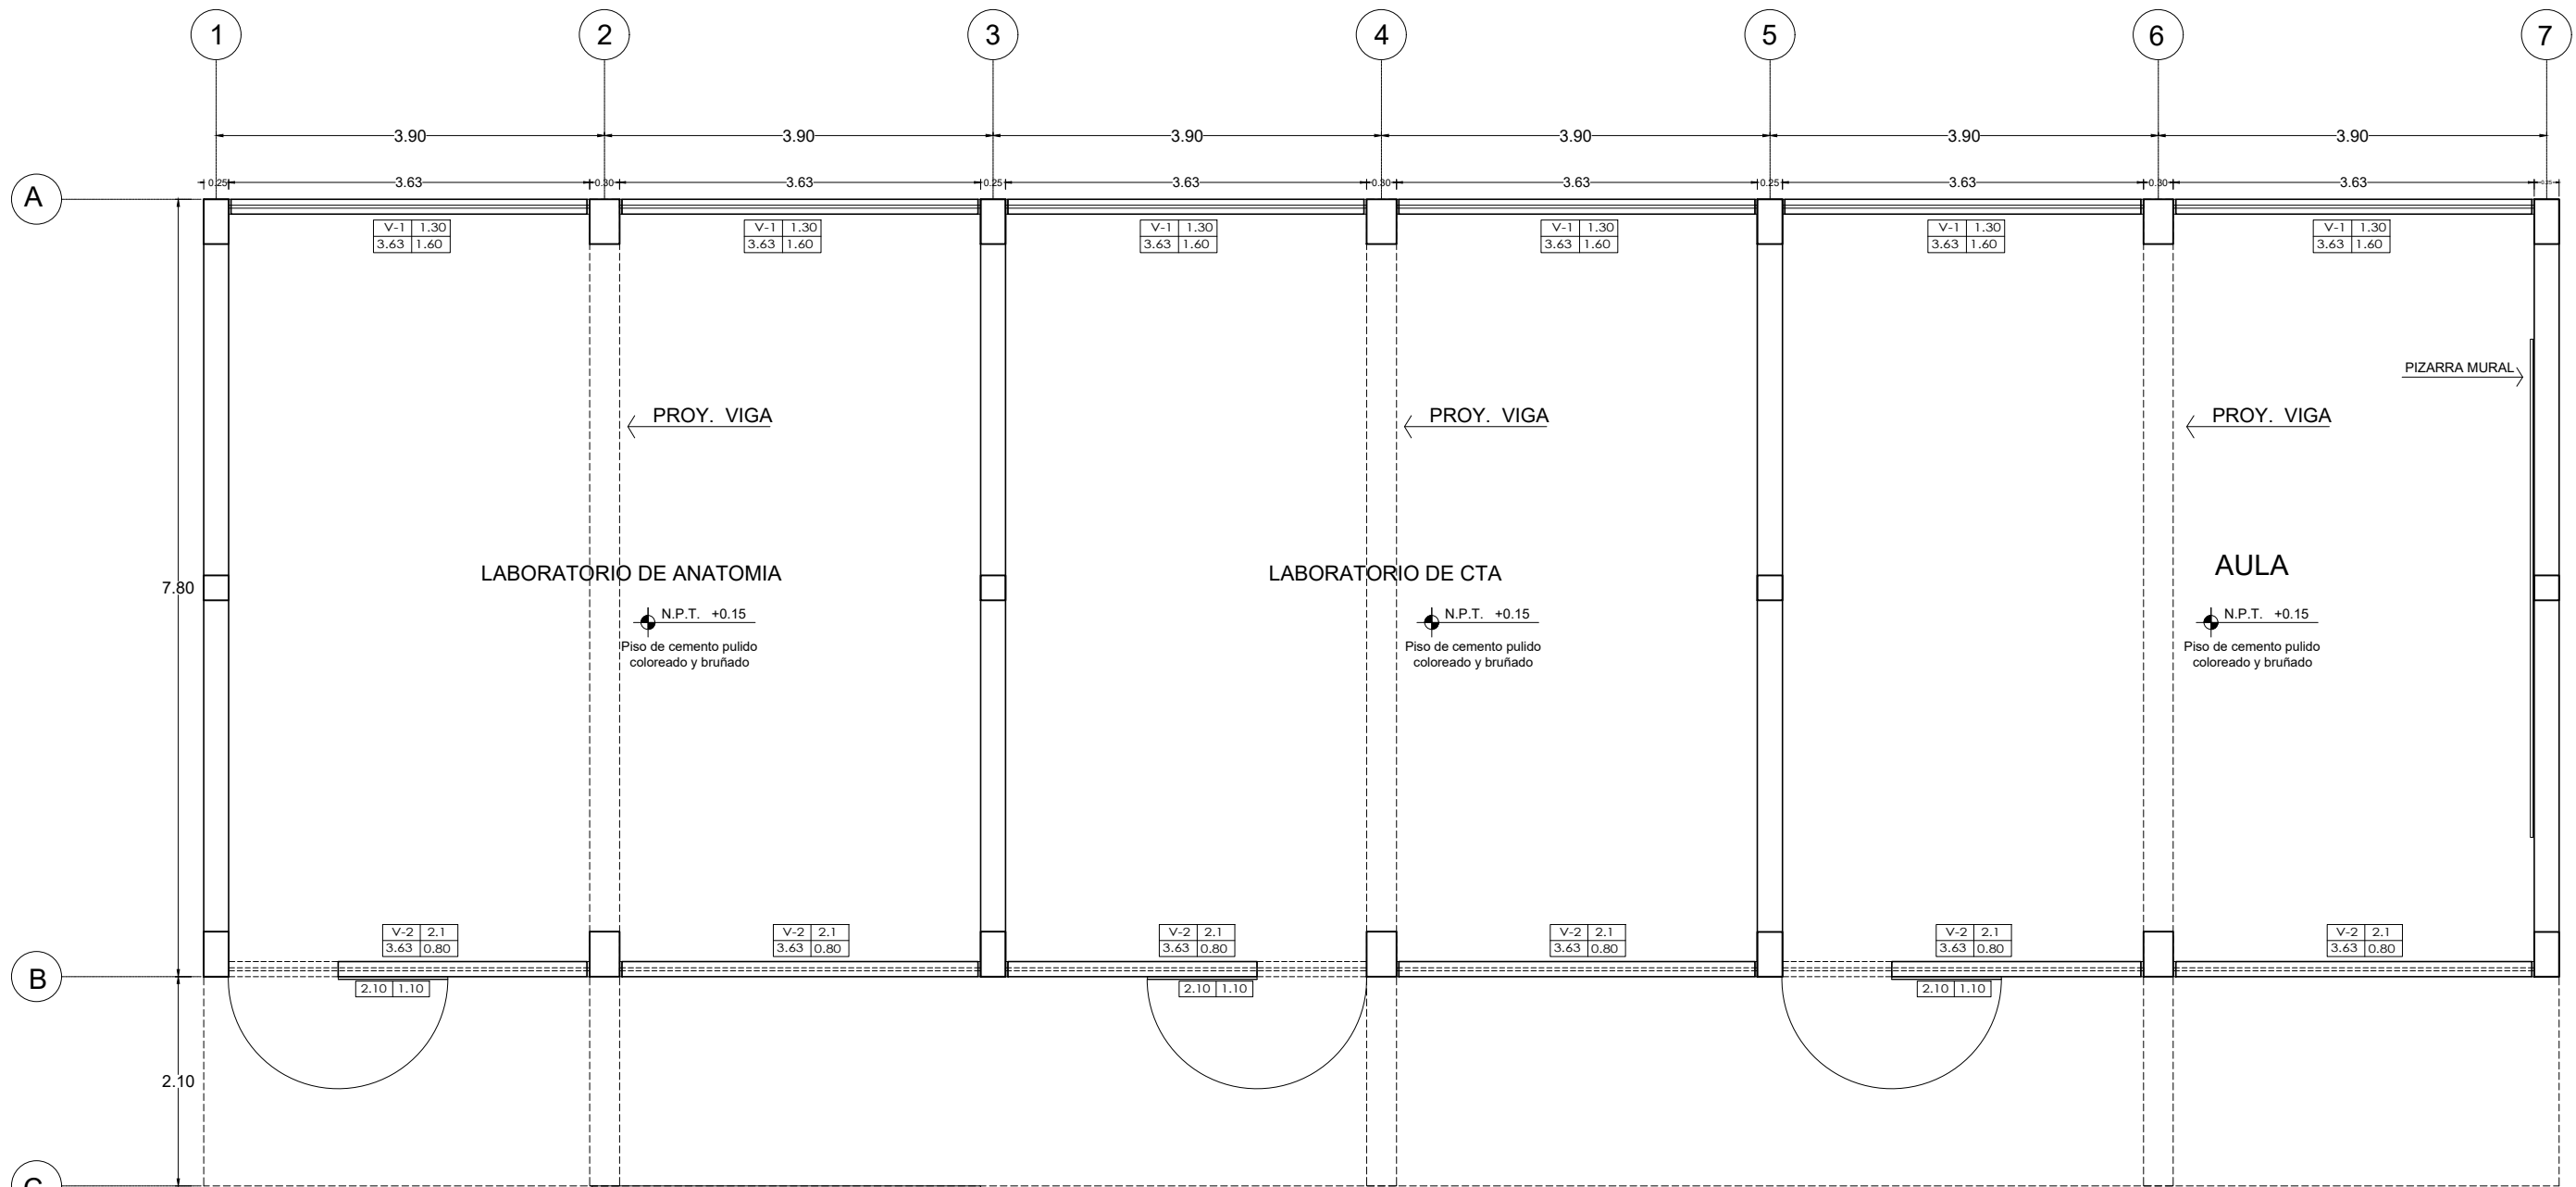 1 2 3 4 5 6 7
3.90 3.90 3.90 3.90 3.90 3.90
A
0.25 3.63 0.30 3.63 0.25 3.63 0.30 3.63 0.25 3.63 0.30 3.63
V-1 1.30 V-1 1.30 V-1 1.30 V-1 1.30 V-1 1.30 V-1 1.30
3.63 1.60 3.63 1.60 3.63 1.60 3.63 1.60 3.63 1.60 3.63 1.60
PIZARRA MURAL
PROY. VIGA PROY. VIGA PROY. VIGA
LABORATORIO DE ANATOMIA LABORATORIO DE CTA AULA
7.80
N.P.T. +0.15 N.P.T. +0.15 N.P.T. +0.15
Piso de cemento pulido Piso de cemento pulido Piso de cemento pulido
coloreado y bruñado coloreado y bruñado coloreado y bruñado
V-2 2.1 V-2 2.1 V-2 2.1 V-2 2.1 V-2 2.1 V-2 2.1
3.63 0.80 3.63 0.80 3.63 0.80 3.63 0.80 3.63 0.80 3.63 0.80
B
2.10 1.10 2.10 1.10 2.10 1.10
2.10
C